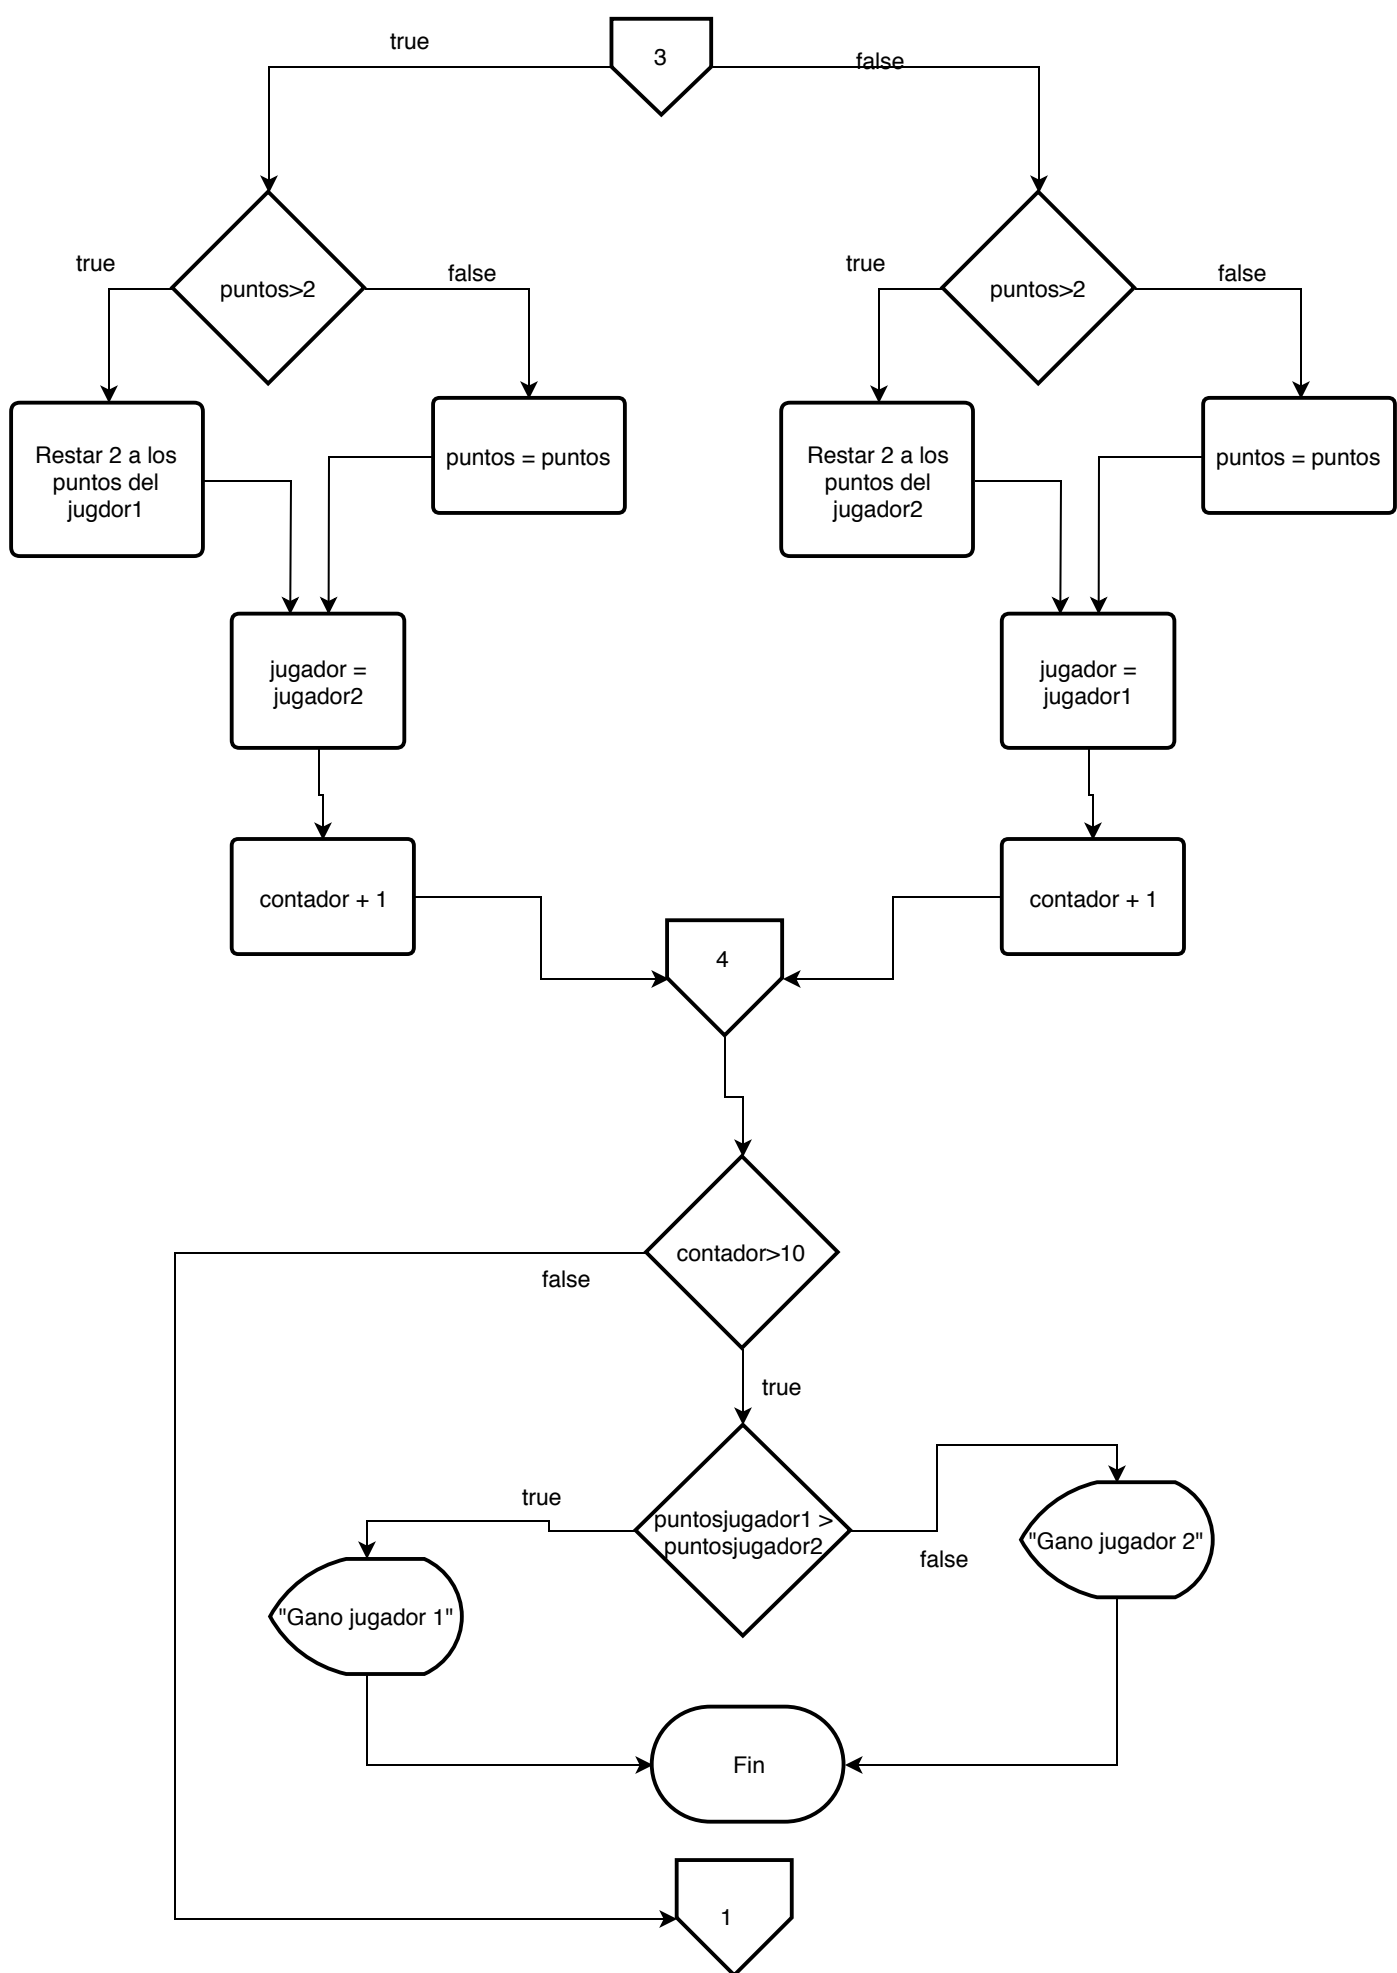 3
true
false
true
puntos>2
false
true
puntos>2
false
Restar 2 a los
puntos del
jugdor1
puntos = puntos
Restar 2 a los
puntos del
jugador2
puntos = puntos
jugador =
jugador2
jugador =
jugador1
contador + 1
contador + 1
4
contador>10
false
true
true
puntosjugador1 >
puntosjugador2
false
"Gano jugador 2"
"Gano jugador 1"
Fin
1